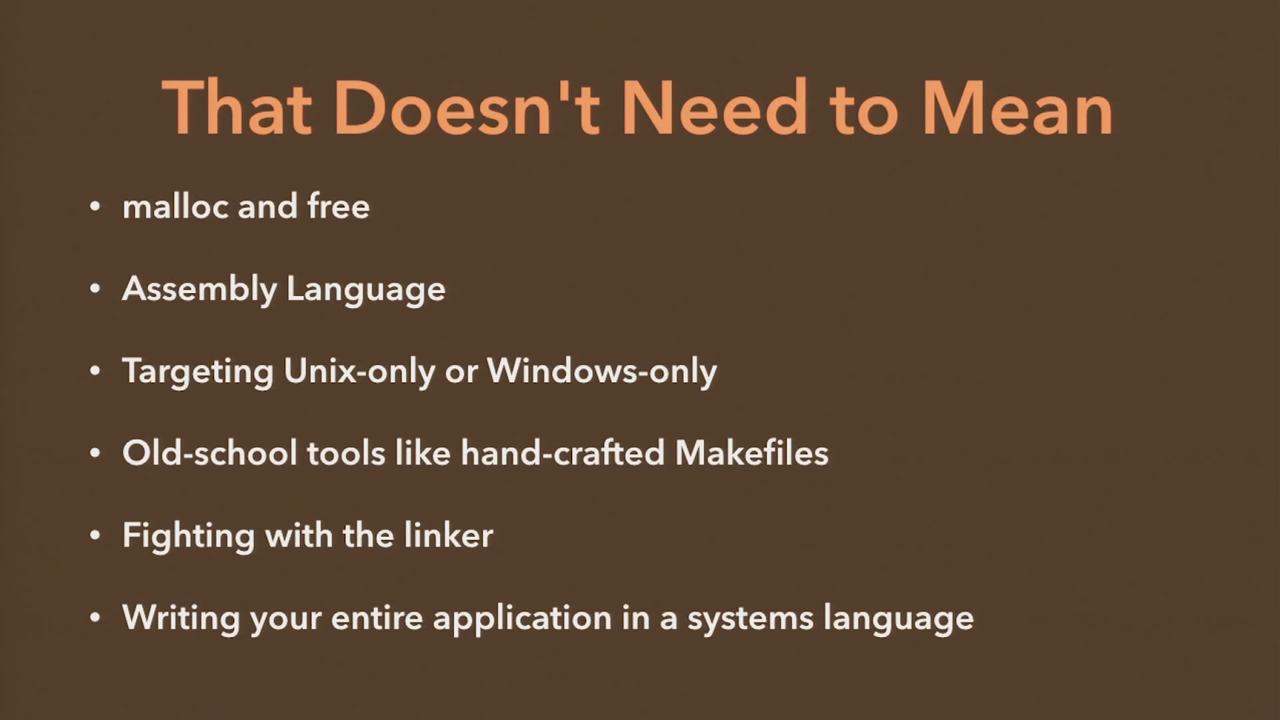 That Doesn't Need to Mean
• malloc and free
• Assembly Language
• Targeting Unix-only or Windows-only
• Old-school tools like hand-crafted Makefiles
• Fighting with the linker
• Writing your entire application in a systems language